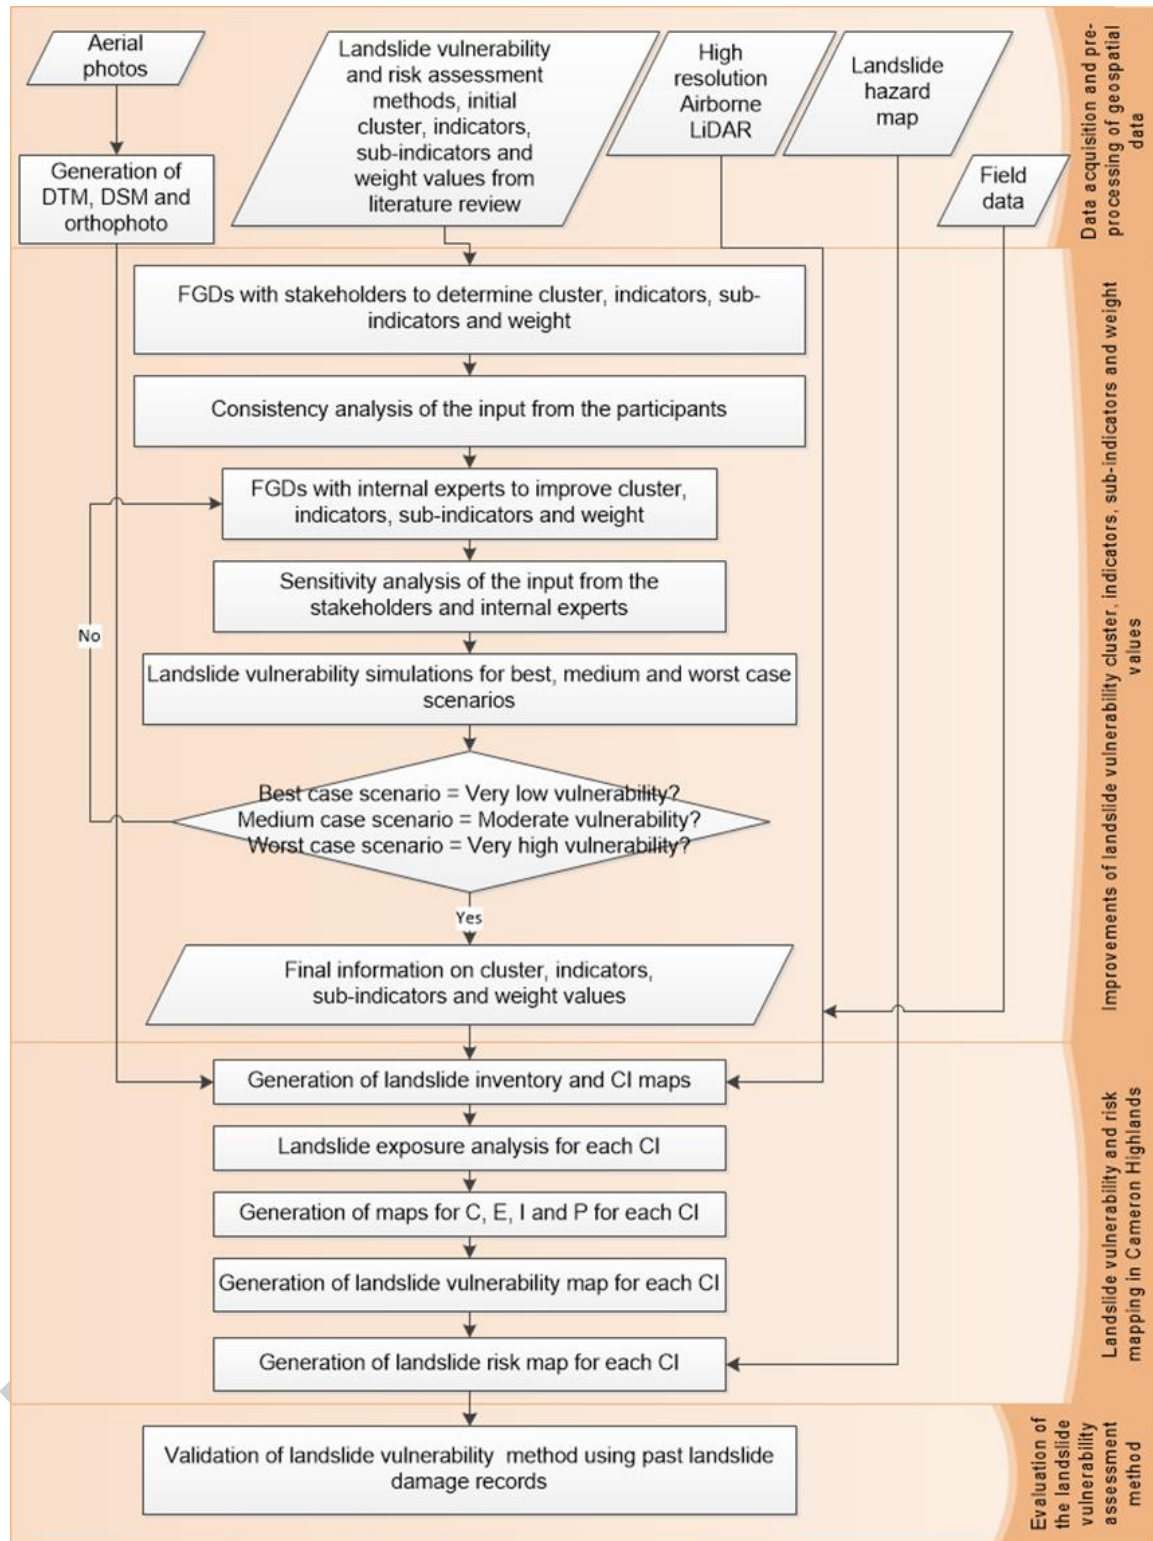 Aerial
photos
Landslide vulnerability
and risk assessment
methods, initial
cluster, indicators,
sub-indicators and
weight values from
literature review
High
resolution
Airborne
LiDAR
Landslide
hazard
map
Field
data
Generation of
DTM, DSM and
orthophoto
Data acquisition and pre-
processing of geospatial
data
FGDs with stakeholders to determine cluster, indicators, sub-
indicators and weight
Consistency analysis of the input from the participants
FGDs with internal experts to improve cluster,
indicators, sub-indicators and weight
Sensitivity analysis of the input from the
stakeholders and internal experts
No
Landslide vulnerability simulations for best, medium and worst case
scenarios
Best case scenario = Very low vulnerability?
Medium case scenario = Moderate vulnerability?
Worst case scenario = Very high vulnerability?
Yes
Final information on cluster, indicators,
sub-indicators and weight values
Improvements of landslide vulnerability cluster, indicators, sub-indicators and weight
values
Generation of landslide inventory and CI maps
Landslide exposure analysis for each CI
Generation of maps for C, E, I and P for each CI
Generation of landslide vulnerability map for each CI
Generation of landslide risk map for each CI
Landslide vulnerability and risk
mapping in Cameron Highlands
Validation of landslide vulnerability method using past landslide
damage records
Evaluation of
the landslide
vulnerability
assessment
method